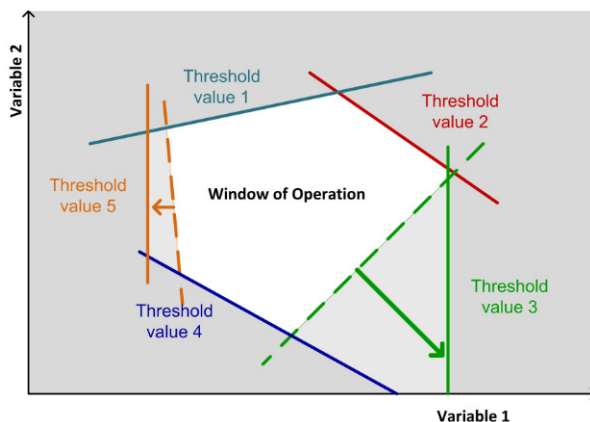 Variable 2
Threshold
value 1
Threshold
value 2
Threshold
value 5
Window of Operation
Threshold
value 3
Threshold
value 4
Variable 1